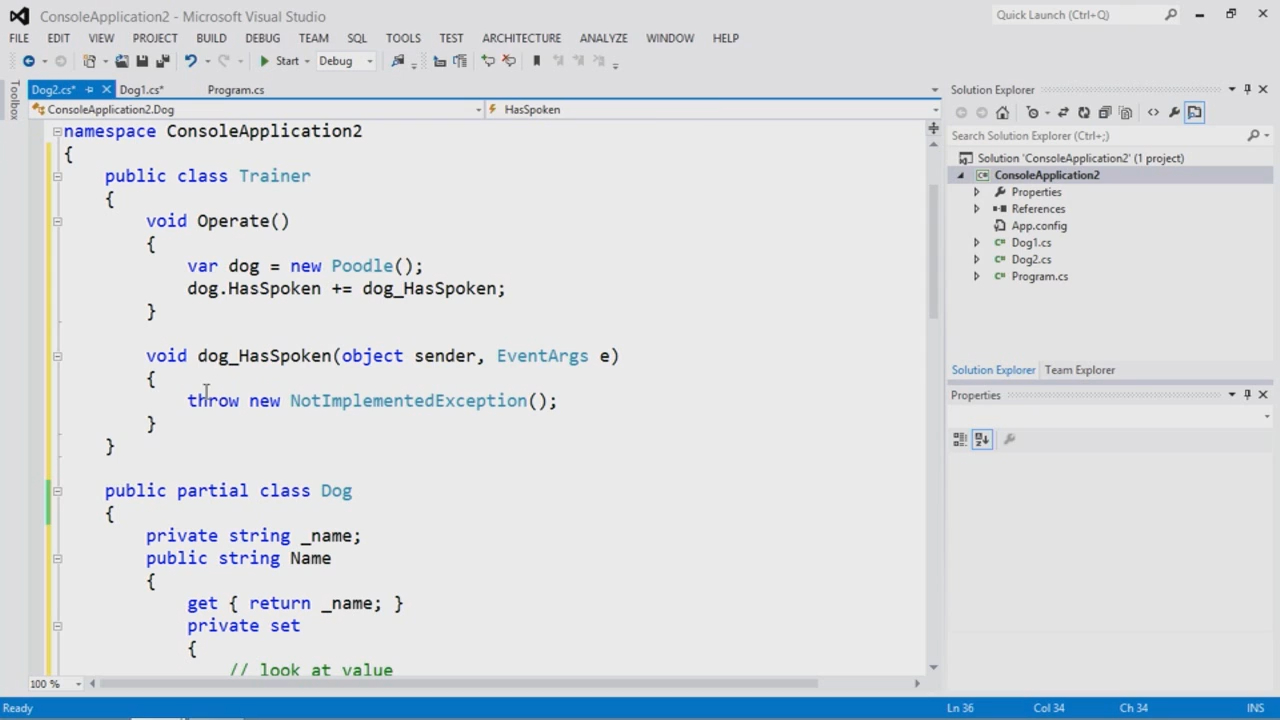 ConsoleApplication2 - Microsoft Visual Studio
Quick Launch (Ctrl+Q)
FILE EDIT VIEW PROJECT BUILD DEBUG TEAM SQL TOOLS TEST ARCHITECTURE ANALYZE WINDOW HELP
Start Debug
Toolbox
Dog2.cs* Dog1.cs* Program.cs
ConsoleApplication2.Dog HasSpoken
namespace ConsoleApplication2
{
public class Trainer
{
void Operate()
{
var dog = new Poodle();
dog.HasSpoken += dog_HasSpoken;
}
void dog_HasSpoken(object sender, EventArgs e)
{
throw new NotImplementedException();
}
}
public partial class Dog
{
private string _name;
public string Name
{
get { return _name; }
private set
{
// look at value
100 %
Solution Explorer
Search Solution Explorer (Ctrl+;)
Solution 'ConsoleApplication2' (1 project)
ConsoleApplication2
Properties
References
App.config
Dog1.cs
Dog2.cs
Program.cs
Solution Explorer Team Explorer
Properties
Ready Ln 36 Col 34 Ch 34 INS